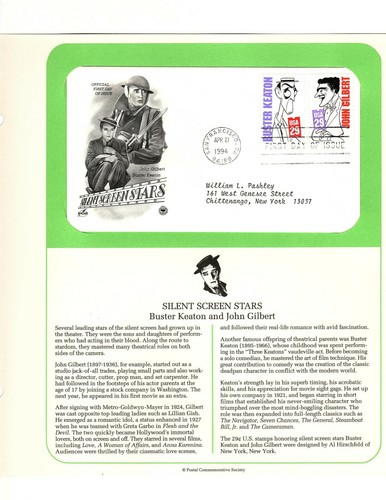 OFFICIAL
FIRST DAY
OF ISSUE
John Gilbert
Buster Keaton
SILENT SCREEN STARS
SAN FRANCISCO, CA
APR 27
1994
94188
BUSTER KEATON
USA
29
USA
29
JOHN GILBERT
FIRST DAY OF ISSUE
William L. Pashley
161 West Genesee Street
Chittenango, New York 13037
SILENT SCREEN STARS
Buster Keaton and John Gilbert
Several leading stars of the silent screen had grown up in
the theater. They were the sons and daughters of perform-
ers who had acting in their blood. Along the route to
stardom, they mastered many theatrical roles on both
sides of the camera.
John Gilbert (1897-1936), for example, started out as a
studio jack-of-all trades, playing small parts and also work-
ing as a director, cutter, prop man, and set carpenter. He
had followed in the footsteps of his actor parents at the
age of 17 by joining a stock company in Washington. The
next year, he appeared in his first movie as an extra.
After signing with Metro-Goldwyn-Mayer in 1924, Gilbert
was cast opposite top leading ladies such as Lillian Gish.
He emerged as a romantic idol, a status enhanced in 1927
when he was teamed with Greta Garbo in Flesh and the
Devil. The two quickly became Hollywood's immortal
lovers, both on screen and off. They starred in several films,
including Love, A Woman of Affairs, and Anna Karenina.
Audiences were thrilled by their cinematic love scenes,
and followed their real-life romance with avid fascination.
Another famous offspring of theatrical parents was Buster
Keaton (1895-1966), whose childhood was spent perform-
ing in the "Three Keatons" vaudeville act. Before becoming
a solo comedian, he mastered the art of film technique. His
great contribution to comedy was the creation of the classic
deadpan character in conflict with the modern world.
Keaton's strength lay in his superb timing, his acrobatic
skills, and his appreciation for movie sight gags. He set up
his own company in 1921, and began starring in short
films that established his never-smiling character who
triumphed over the most mind-boggling disasters. The
role was then expanded into full-length classics such as
The Navigator, Seven Chances, The General, Steamboat
Bill, Jr. and The Cameraman.
The 29¢ U.S. stamps honoring silent screen stars Buster
Keaton and John Gilbert were designed by Al Hirschfeld of
New York, New York.
© Postal Commemorative Society